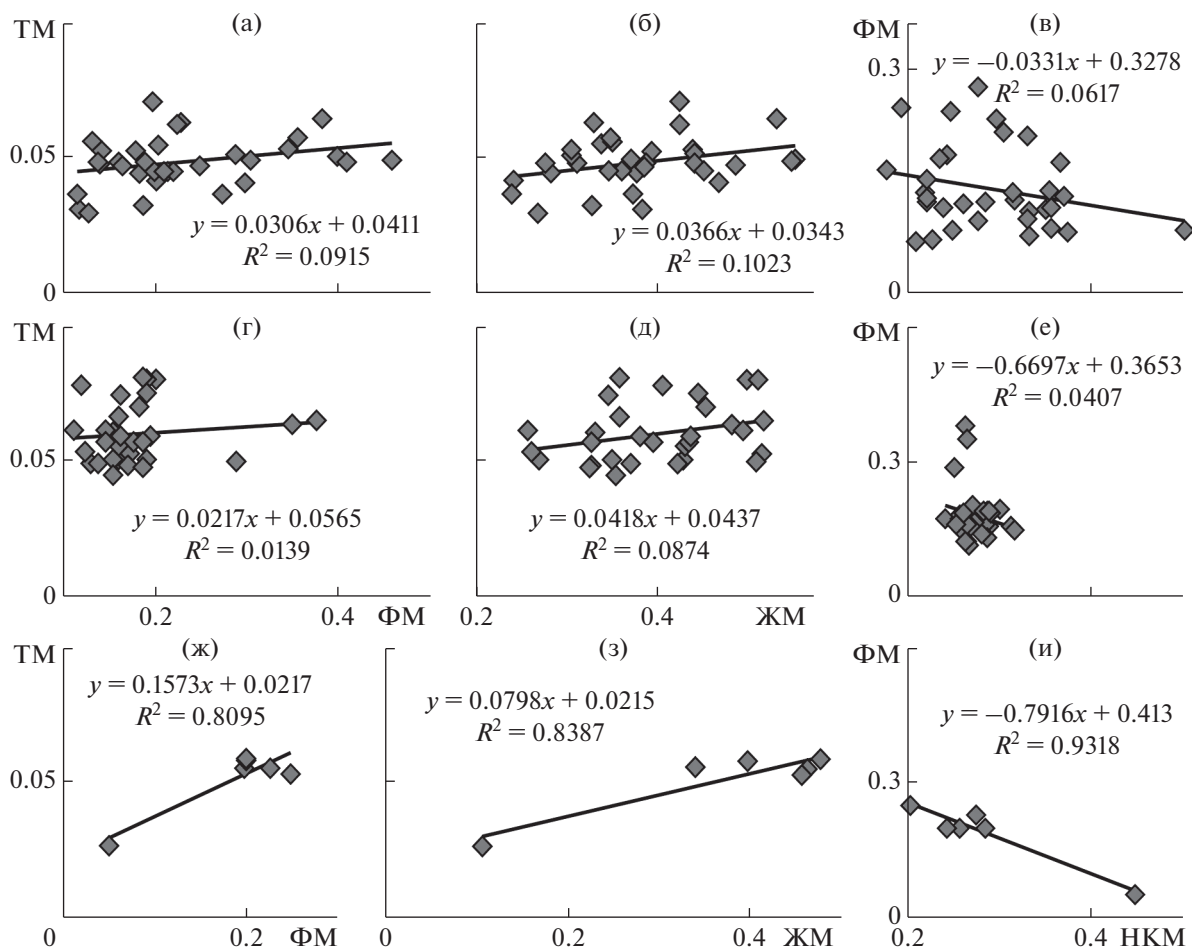 ТМ (а) (б) ФМ (в)
0.3 y = −0.0331x + 0.3278
R² = 0.0617
0.05
y = 0.0306x + 0.0411 y = 0.0366x + 0.0343
R² = 0.0915 R² = 0.1023
0 0
ТМ (г) (д) ФМ (е)
y = −0.6697x + 0.3653
R² = 0.0407
0.05 0.3
y = 0.0217x + 0.0565 y = 0.0418x + 0.0437
R² = 0.0139 R² = 0.0874
0 0
0.2 0.4 ФМ 0.2 0.4 ЖМ
ТМ (ж) (з) ФМ (и)
y = 0.1573x + 0.0217 y = 0.0798x + 0.0215 y = −0.7916x + 0.413
R² = 0.8095 R² = 0.8387 R² = 0.9318
0.05 0.3
0
0 0.2 ФМ 0.2 0.4 ЖМ 0.2 0.4 НКМ